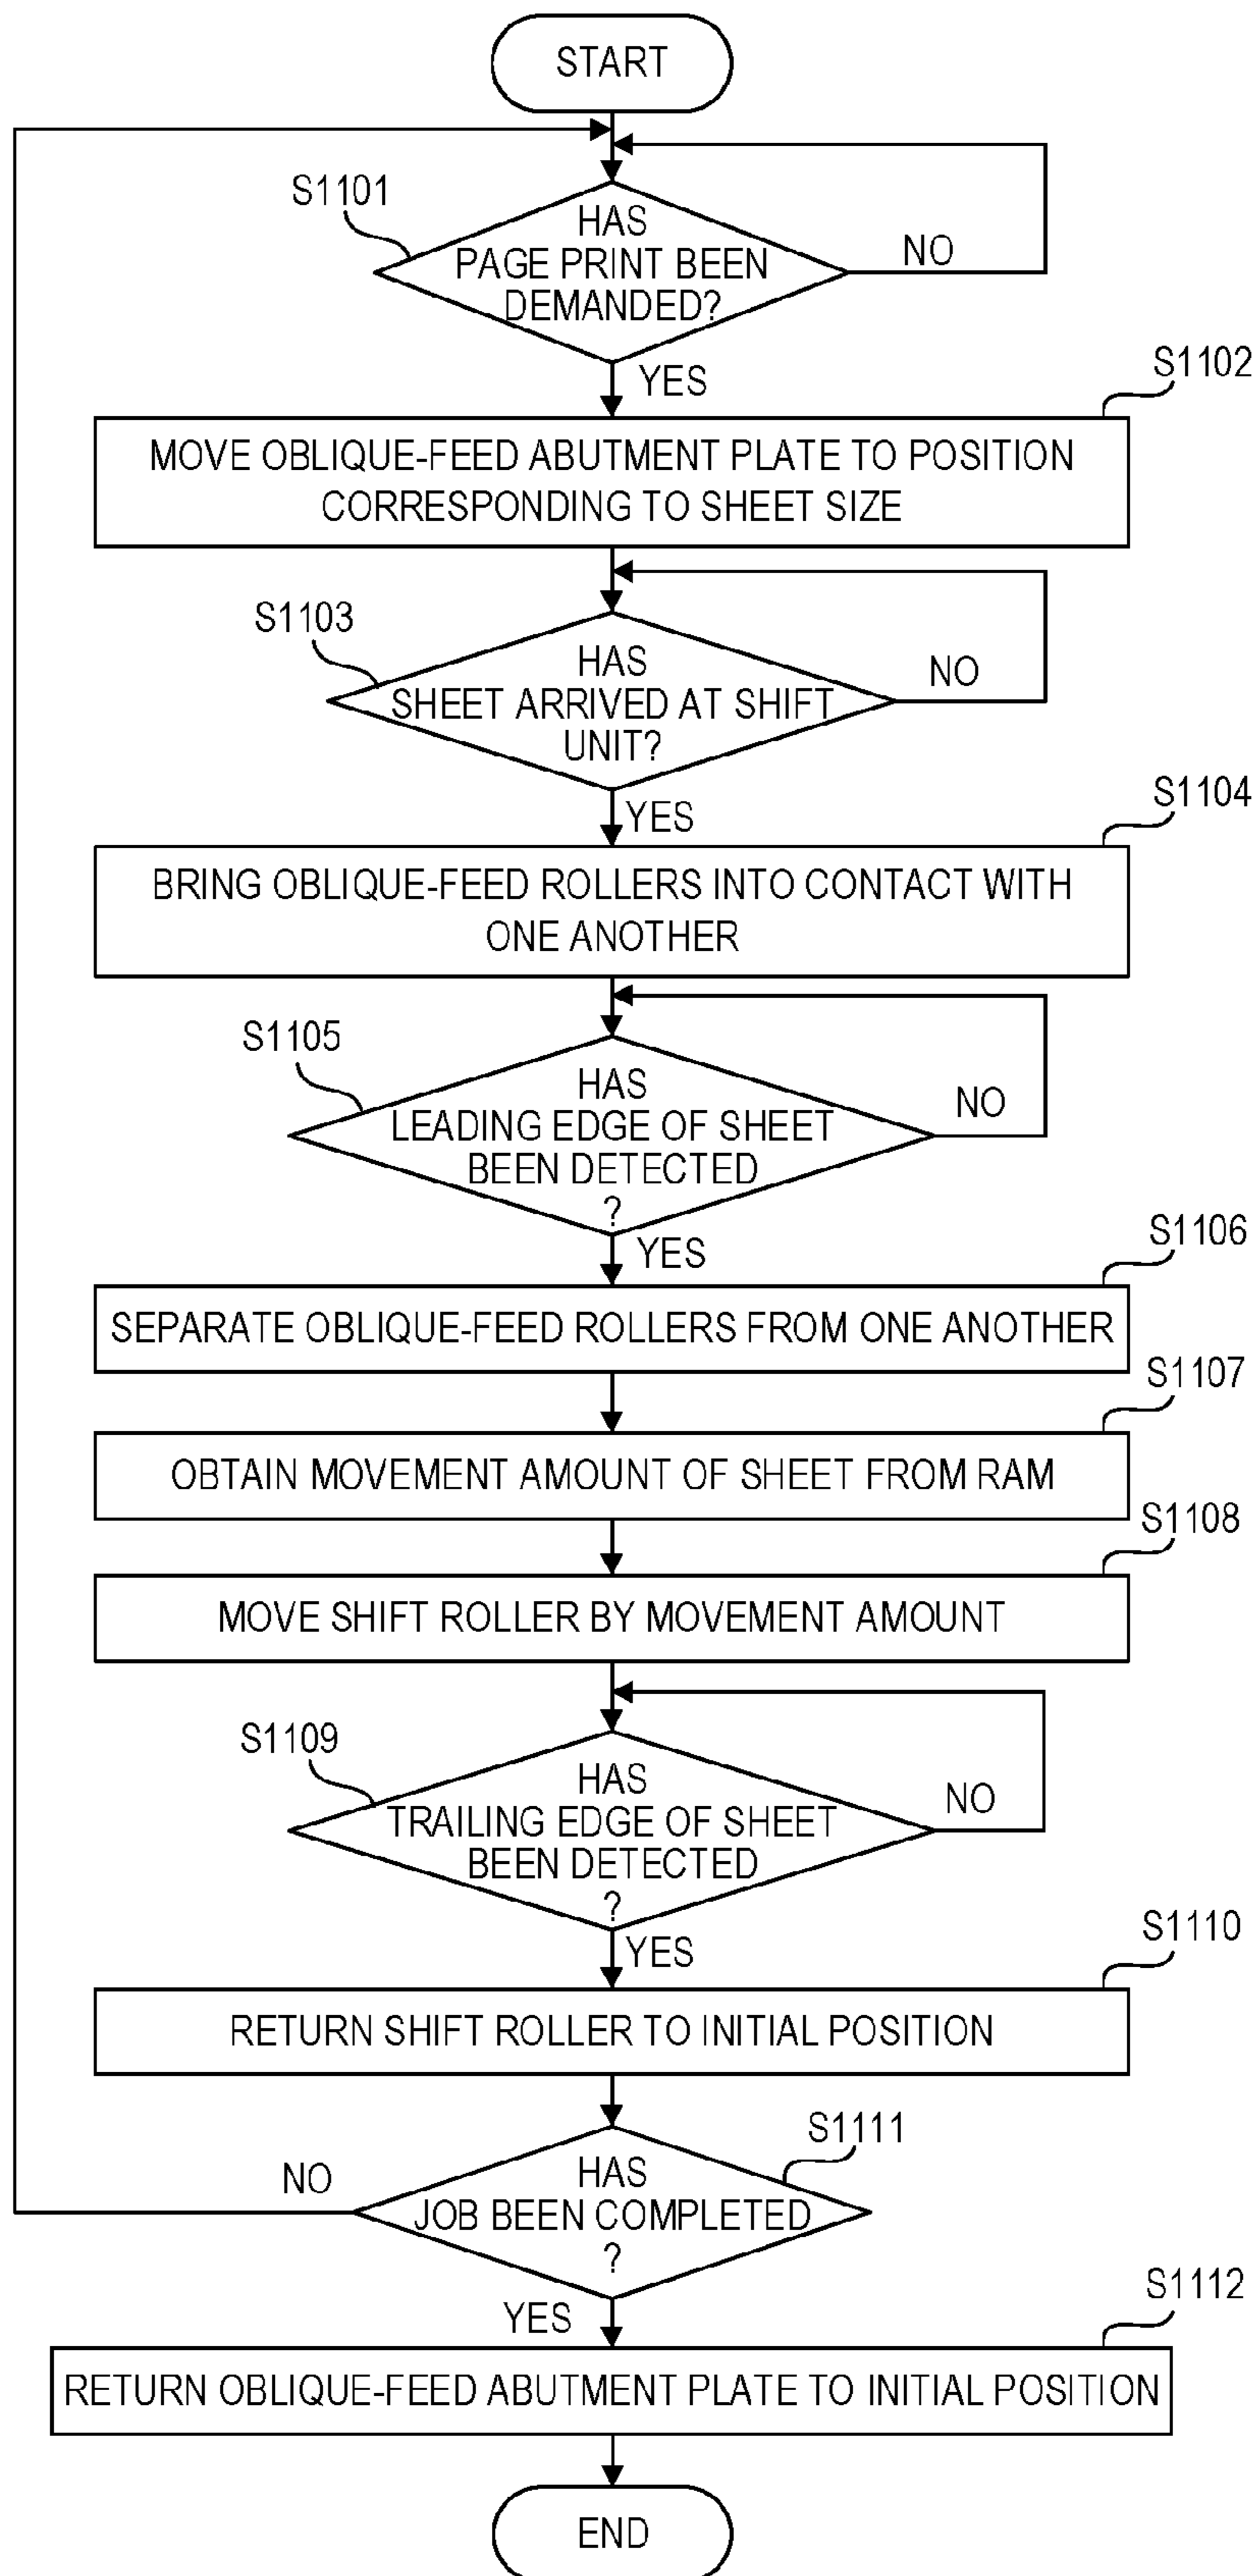 START
S1101
HAS
PAGE PRINT BEEN
DEMANDED?
NO
YES
S1102
MOVE OBLIQUE-FEED ABUTMENT PLATE TO POSITION
CORRESPONDING TO SHEET SIZE
S1103
HAS
SHEET ARRIVED AT SHIFT
UNIT?
NO
YES
S1104
BRING OBLIQUE-FEED ROLLERS INTO CONTACT WITH
ONE ANOTHER
S1105
HAS
LEADING EDGE OF SHEET
BEEN DETECTED
?
NO
YES
S1106
SEPARATE OBLIQUE-FEED ROLLERS FROM ONE ANOTHER
S1107
OBTAIN MOVEMENT AMOUNT OF SHEET FROM RAM
S1108
MOVE SHIFT ROLLER BY MOVEMENT AMOUNT
S1109
HAS
TRAILING EDGE OF SHEET
BEEN DETECTED
?
NO
YES
S1110
RETURN SHIFT ROLLER TO INITIAL POSITION
S1111
HAS
JOB BEEN COMPLETED
?
NO
YES
S1112
RETURN OBLIQUE-FEED ABUTMENT PLATE TO INITIAL POSITION
END